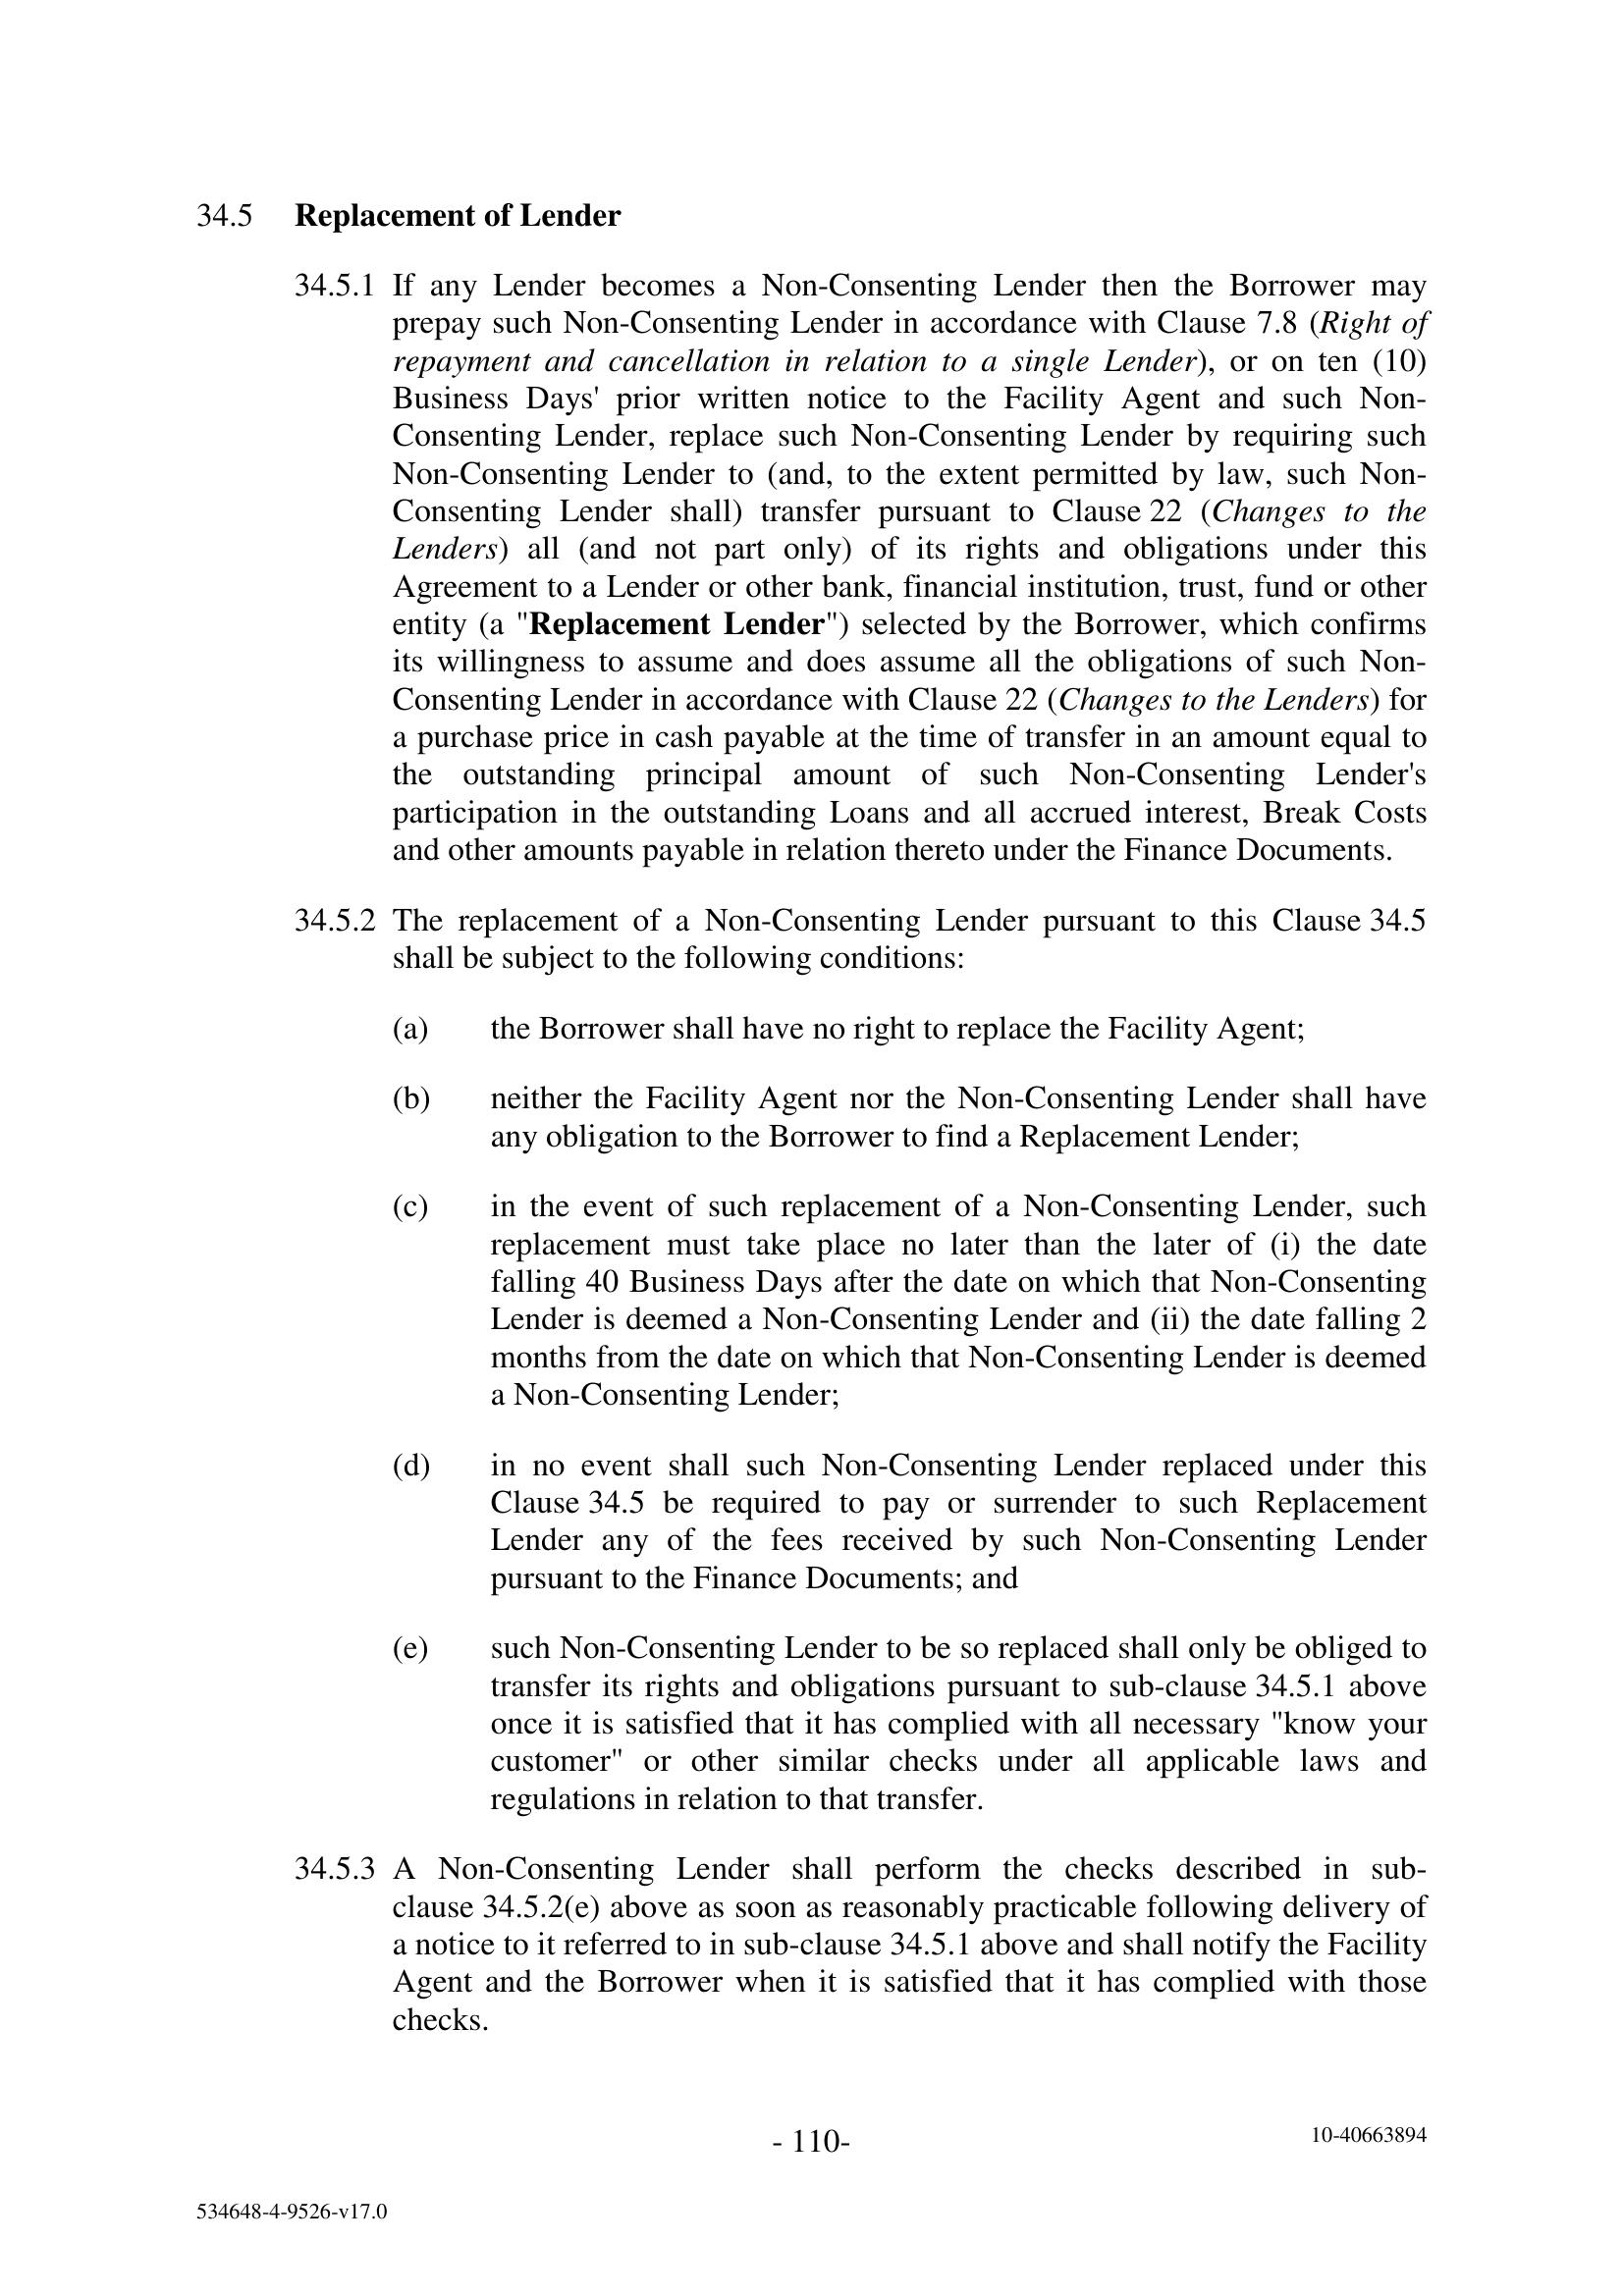 34.5 Replacement of Lender
34.5.1 If any Lender becomes a Non-Consenting Lender then the Borrower may
prepay such Non-Consenting Lender in accordance with Clause 7.8 (Right of
repayment and cancellation in relation to a single Lender), or on ten (10)
Business Days' prior written notice to the Facility Agent and such Non-
Consenting Lender, replace such Non-Consenting Lender by requiring such
Non-Consenting Lender to (and, to the extent permitted by law, such Non-
Consenting Lender shall) transfer pursuant to Clause 22 (Changes to the
Lenders) all (and not part only) of its rights and obligations under this
Agreement to a Lender or other bank, financial institution, trust, fund or other
entity (a "Replacement Lender") selected by the Borrower, which confirms
its willingness to assume and does assume all the obligations of such Non-
Consenting Lender in accordance with Clause 22 (Changes to the Lenders) for
a purchase price in cash payable at the time of transfer in an amount equal to
the outstanding principal amount of such Non-Consenting Lender's
participation in the outstanding Loans and all accrued interest, Break Costs
and other amounts payable in relation thereto under the Finance Documents.
34.5.2 The replacement of a Non-Consenting Lender pursuant to this Clause 34.5
shall be subject to the following conditions:
(a) the Borrower shall have no right to replace the Facility Agent;
(b) neither the Facility Agent nor the Non-Consenting Lender shall have
any obligation to the Borrower to find a Replacement Lender;
(c) in the event of such replacement of a Non-Consenting Lender, such
replacement must take place no later than the later of (i) the date
falling 40 Business Days after the date on which that Non-Consenting
Lender is deemed a Non-Consenting Lender and (ii) the date falling 2
months from the date on which that Non-Consenting Lender is deemed
a Non-Consenting Lender;
(d) in no event shall such Non-Consenting Lender replaced under this
Clause 34.5 be required to pay or surrender to such Replacement
Lender any of the fees received by such Non-Consenting Lender
pursuant to the Finance Documents; and
(e) such Non-Consenting Lender to be so replaced shall only be obliged to
transfer its rights and obligations pursuant to sub-clause 34.5.1 above
once it is satisfied that it has complied with all necessary "know your
customer" or other similar checks under all applicable laws and
regulations in relation to that transfer.
34.5.3 A Non-Consenting Lender shall perform the checks described in sub-
clause 34.5.2(e) above as soon as reasonably practicable following delivery of
a notice to it referred to in sub-clause 34.5.1 above and shall notify the Facility
Agent and the Borrower when it is satisfied that it has complied with those
checks.
- 110-
10-40663894
534648-4-9526-v17.0